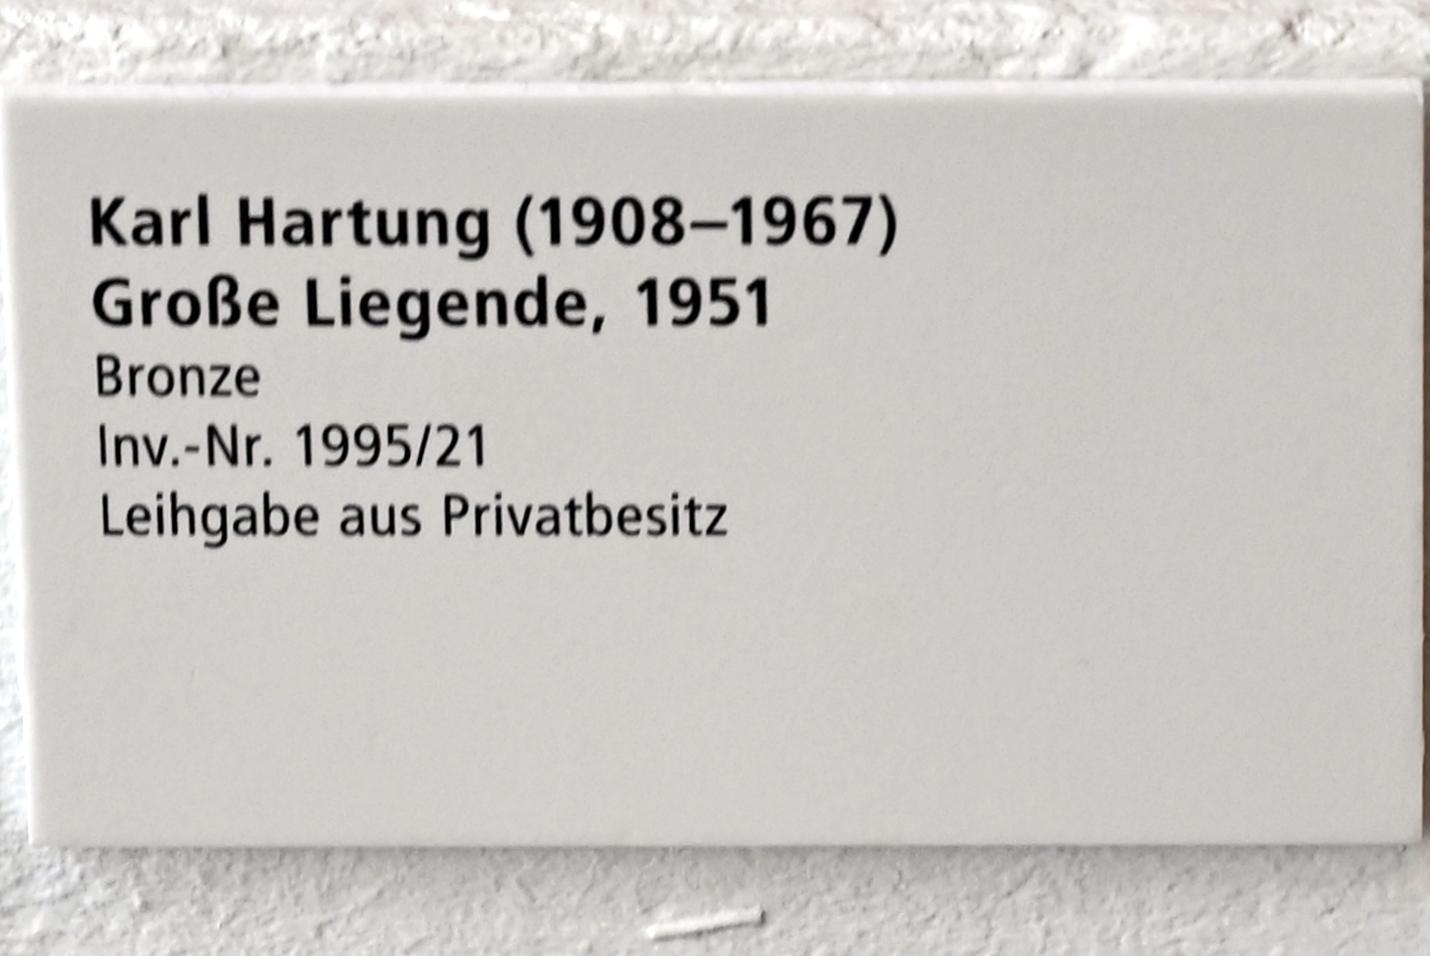 Karl Hartung (1908–1967)
Große Liegende, 1951
Bronze
Inv.-Nr. 1995/21
Leihgabe aus Privatbesitz